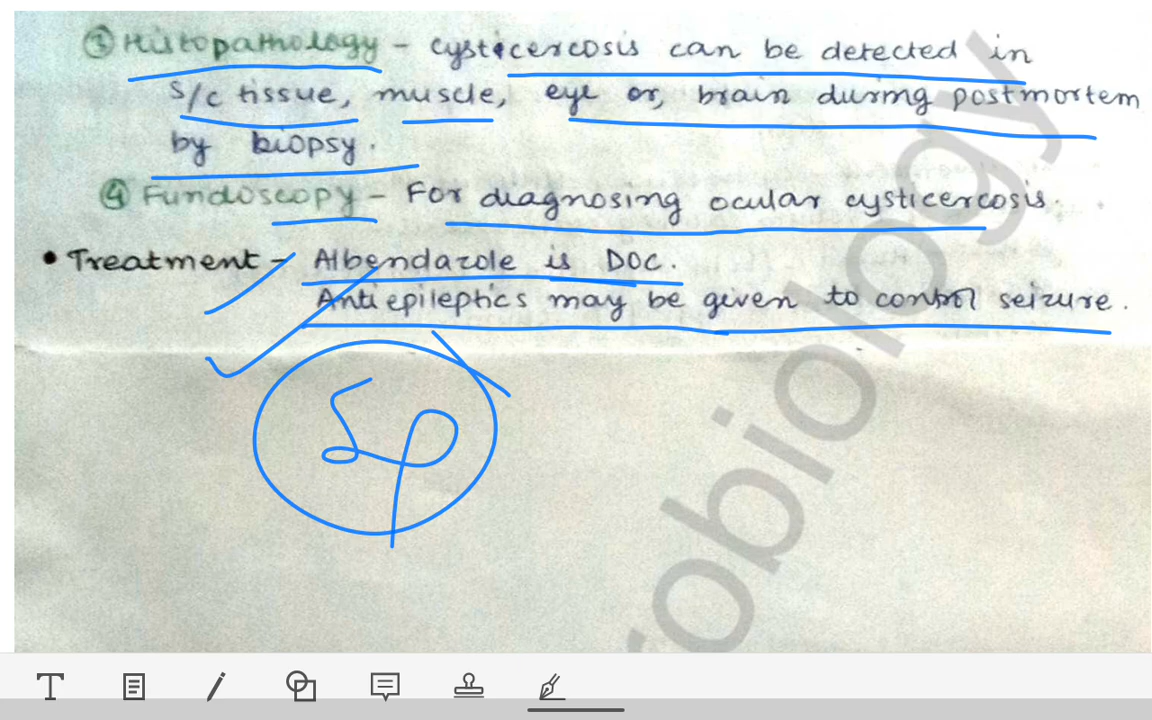 ③ Histopathology - cysticercosis can be detected in
s/c tissue, muscle, eye or, brain during postmortem
by biopsy.
④ Fundoscopy - For diagnosing ocular cysticercosis.
• Treatment - Albendazole is DOC.
Antiepileptics may be given to control seizure.
robiology
T